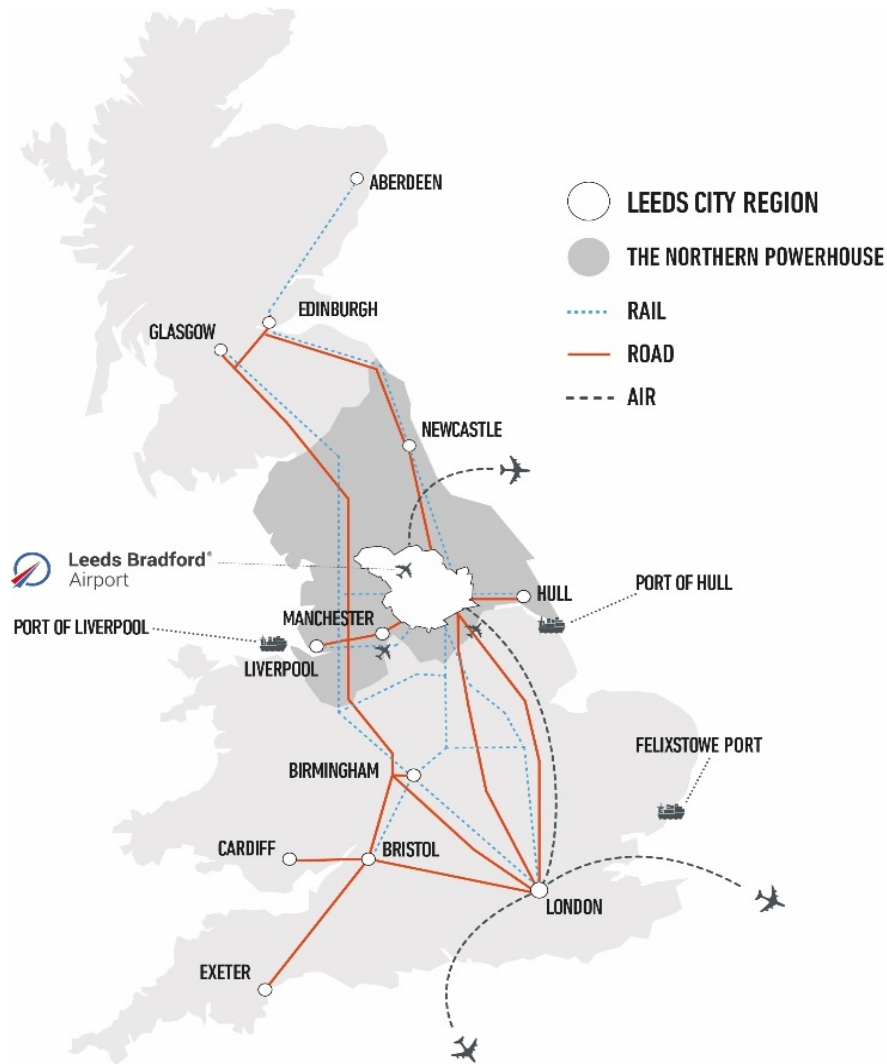 ABERDEEN
LEEDS CITY REGION
THE NORTHERN POWERHOUSE
EDINBURGH
RAIL
GLASGOW
ROAD
AIR
NEWCASTLE
Leeds Bradford®
Airport
HULL
PORT OF HULL
MANCHESTER
PORT OF LIVERPOOL
LIVERPOOL
FELIXSTOWE PORT
BIRMINGHAM
CARDIFF
BRISTOL
LONDON
EXETER